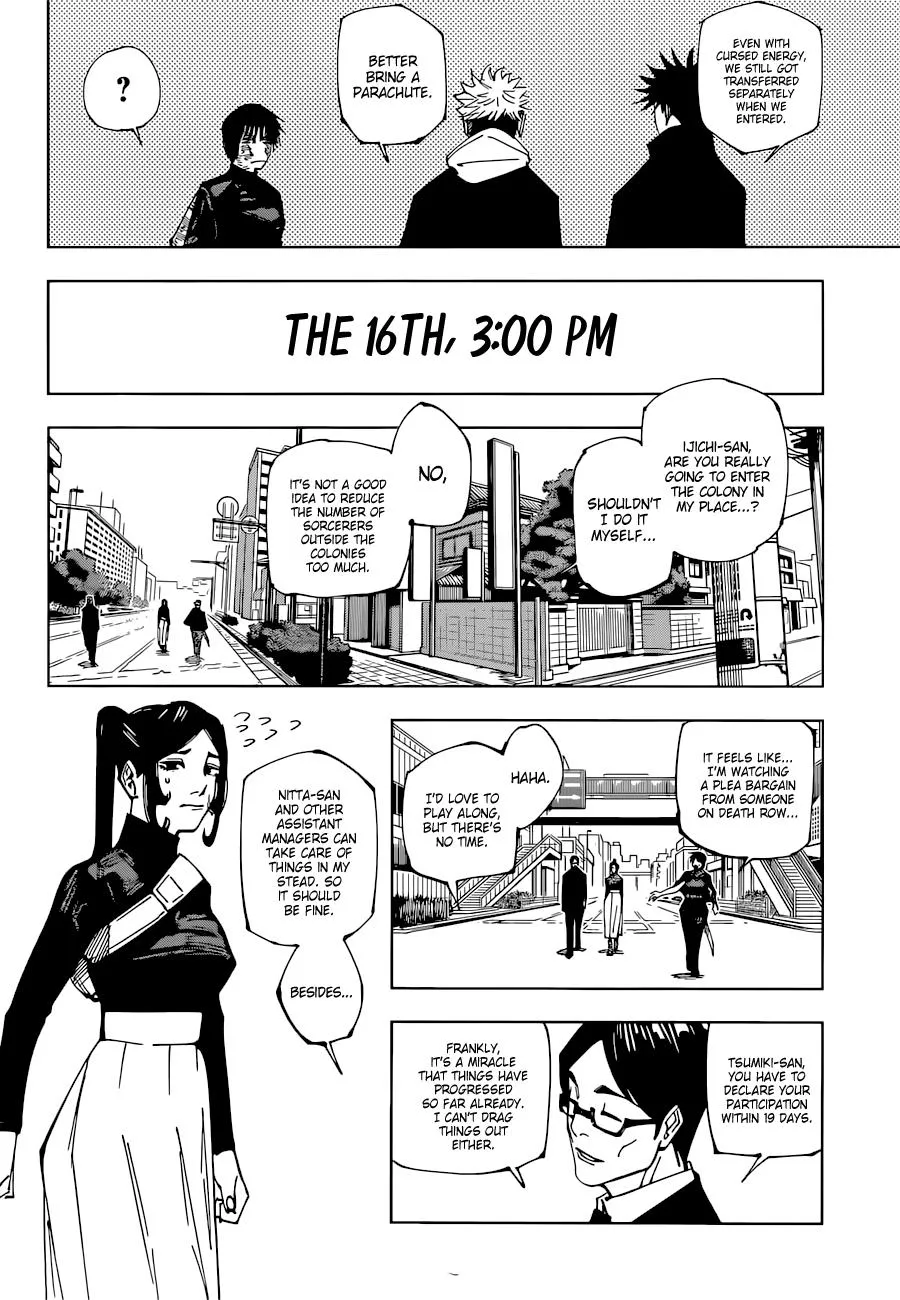 EVEN WITH
CURSED ENERGY,
WE STILL GOT
TRANSFERRED
SEPARATELY
WHEN WE
ENTERED.
BETTER
BRING A
PARACHUTE.
?
THE 16TH, 3:00 PM
IJICHI-SAN,
ARE YOU REALLY
GOING TO ENTER
THE COLONY IN
MY PLACE...?
SHOULDN'T
I DO IT
MYSELF...
NO,
IT'S NOT A GOOD
IDEA TO REDUCE
THE NUMBER OF
SORCERERS
OUTSIDE THE
COLONIES
TOO MUCH.
IT FEELS LIKE...
I'M WATCHING
A PLEA BARGAIN
FROM SOMEONE
ON DEATH ROW...
HAHA.
I'D LOVE TO
PLAY ALONG,
BUT THERE'S
NO TIME.
NITTA-SAN
AND OTHER
ASSISTANT
MANAGERS CAN
TAKE CARE OF
THINGS IN MY
STEAD. SO
IT SHOULD
BE FINE.
BESIDES...
TSUMIKI-SAN,
YOU HAVE TO
DECLARE YOUR
PARTICIPATION
WITHIN 19 DAYS.
FRANKLY,
IT'S A MIRACLE
THAT THINGS HAVE
PROGRESSED
SO FAR ALREADY.
I CAN'T DRAG
THINGS OUT
EITHER.